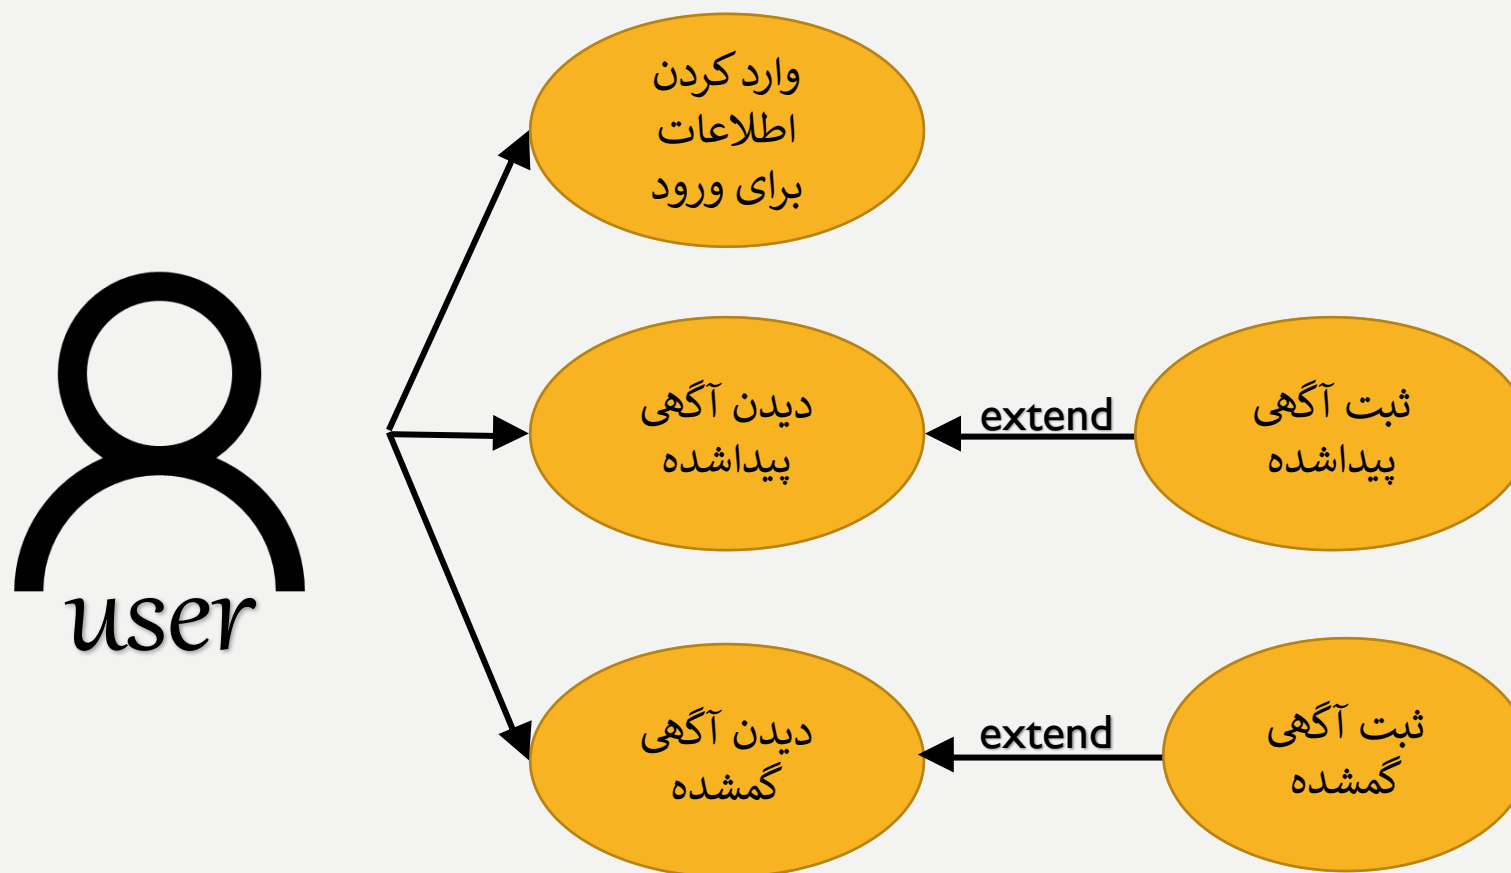 وارد کردن
اطلاعات
برای ورود
دیدن آگهی
پیداشده
extend
ثبت آگهی
پیداشده
user
دیدن آگهی
گمشده
extend
ثبت آگهی
گمشده